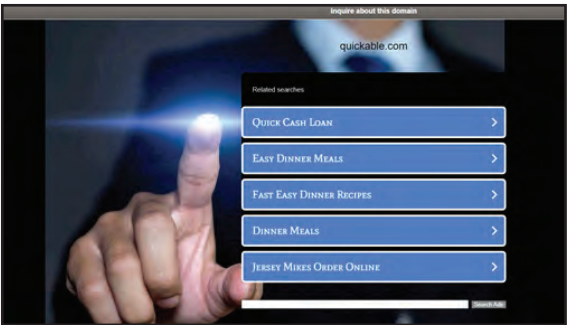 Inquire about this domain
quickable.com
Related searches
QUICK CASH LOAN
EASY DINNER MEALS
FAST EASY DINNER RECIPES
DINNER MEALS
JERSEY MIKES ORDER ONLINE
Search Ads